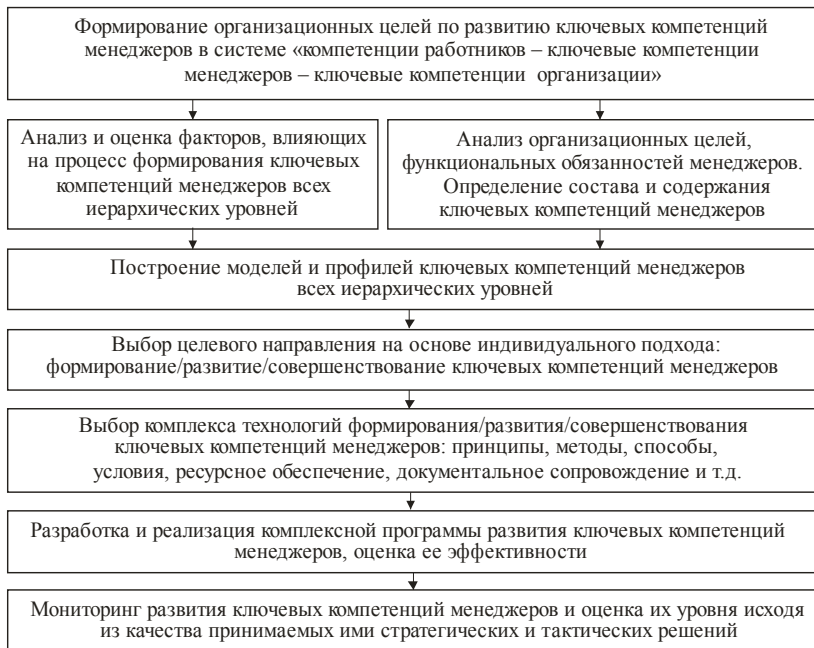 Формирование организационных целей по развитию ключевых компетенций
менеджеров в системе «компетенции работников – ключевые компетенции
менеджеров – ключевые компетенции организации»
Анализ и оценка факторов, влияющих
на процесс формирования ключевых
компетенций менеджеров всех
иерархических уровней
Анализ организационных целей,
функциональных обязанностей менеджеров.
Определение состава и содержания
ключевых компетенций менеджеров
Построение моделей и профилей ключевых компетенций менеджеров
всех иерархических уровней
Выбор целевого направления на основе индивидуального подхода:
формирование/развитие/совершенствование ключевых компетенций менеджеров
Выбор комплекса технологий формирования/развития/совершенствования
ключевых компетенций менеджеров: принципы, методы, способы,
условия, ресурсное обеспечение, документальное сопровождение и т.д.
Разработка и реализация комплексной программы развития ключевых компетенций
менеджеров, оценка ее эффективности
Мониторинг развития ключевых компетенций менеджеров и оценка их уровня исходя
из качества принимаемых ими стратегических и тактических решений